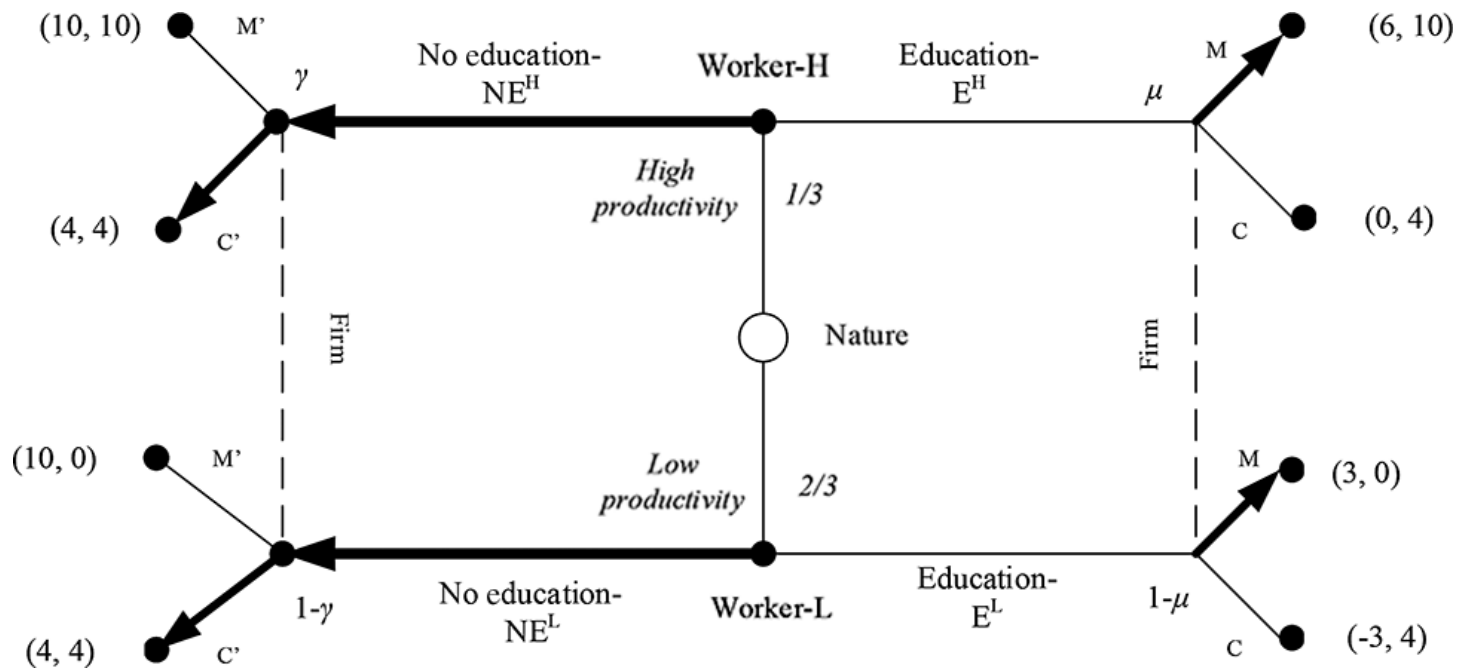 (10, 10)
M’
γ
No education-
NE^H
Worker-H
Education-
E^H
μ
M
(6, 10)
High
productivity
1/3
(4, 4)
C’
C
(0, 4)
Firm
Nature
Firm
(10, 0)
M’
Low
productivity
2/3
M
(3, 0)
(4, 4)
C’
1-γ
No education-
NE^L
Worker-L
Education-
E^L
1-μ
C
(-3, 4)